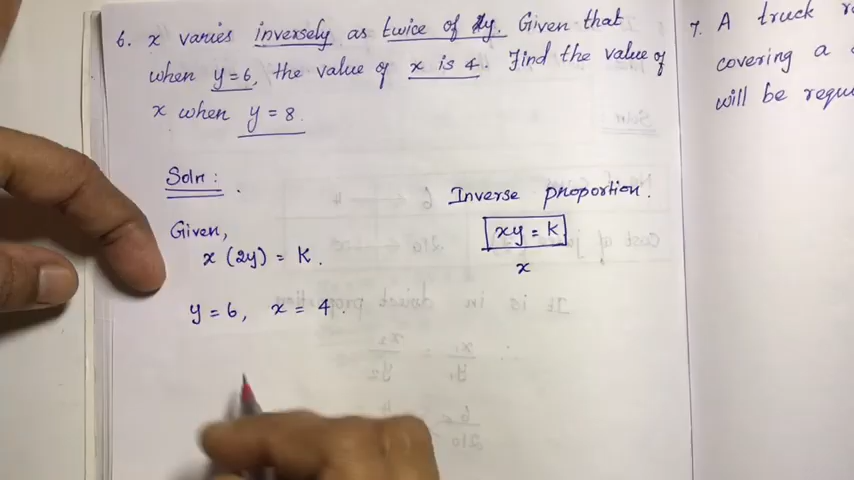 6. x varies inversely as twice of y. Given that
when y = 6, the value of x is 4. Find the value of
x when y = 8.
Soln :
Given,
x (2y) = K.
y = 6, x = 4.
Inverse proportion.
xy = K
x
7. A truck
covering a
will be